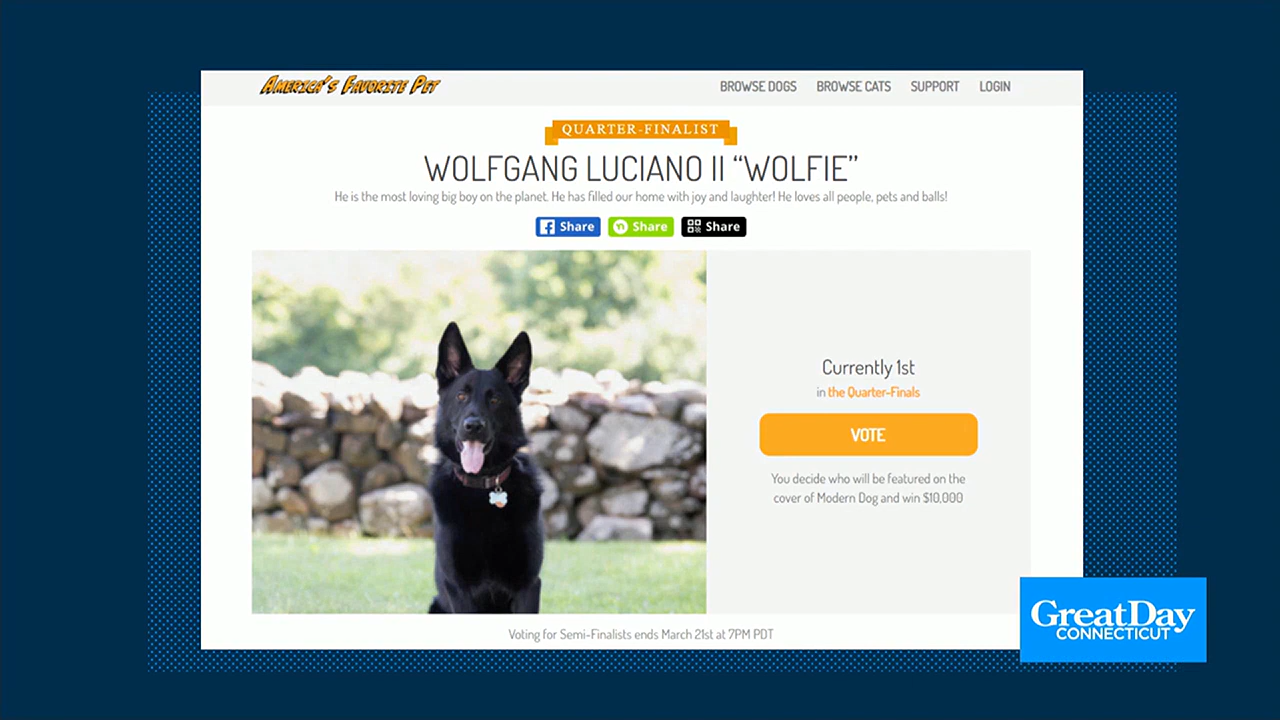 AMERICA'S FAVORITE PET
BROWSE DOGS BROWSE CATS SUPPORT LOGIN
QUARTER-FINALIST
WOLFGANG LUCIANO II “WOLFIE”
He is the most loving big boy on the planet. He has filled our home with joy and laughter! He loves all people, pets and balls!
Share Share Share
Currently 1st
in the Quarter-Finals
VOTE
You decide who will be featured on the
cover of Modern Dog and win $10,000
Voting for Semi-Finalists ends March 21st at 7PM PDT
GreatDay
CONNECTICUT